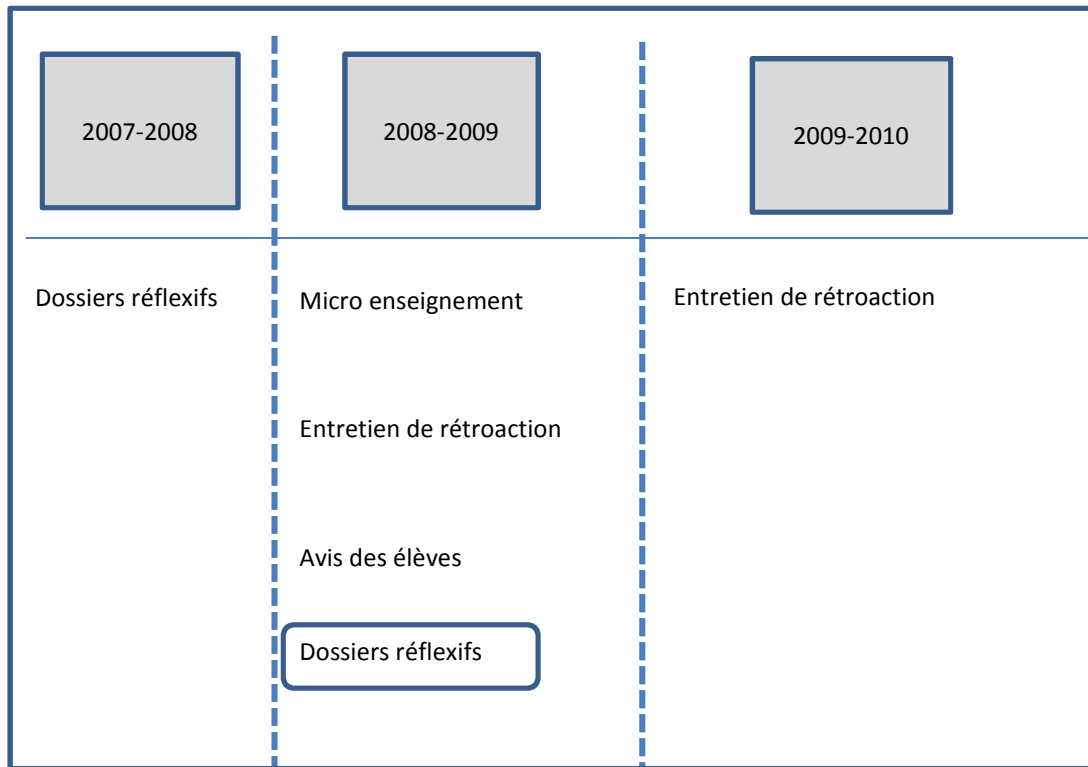 2007-2008
2008-2009
2009-2010
Dossiers réflexifs
Micro enseignement
Entretien de rétroaction
Entretien de rétroaction
Avis des élèves
Dossiers réflexifs